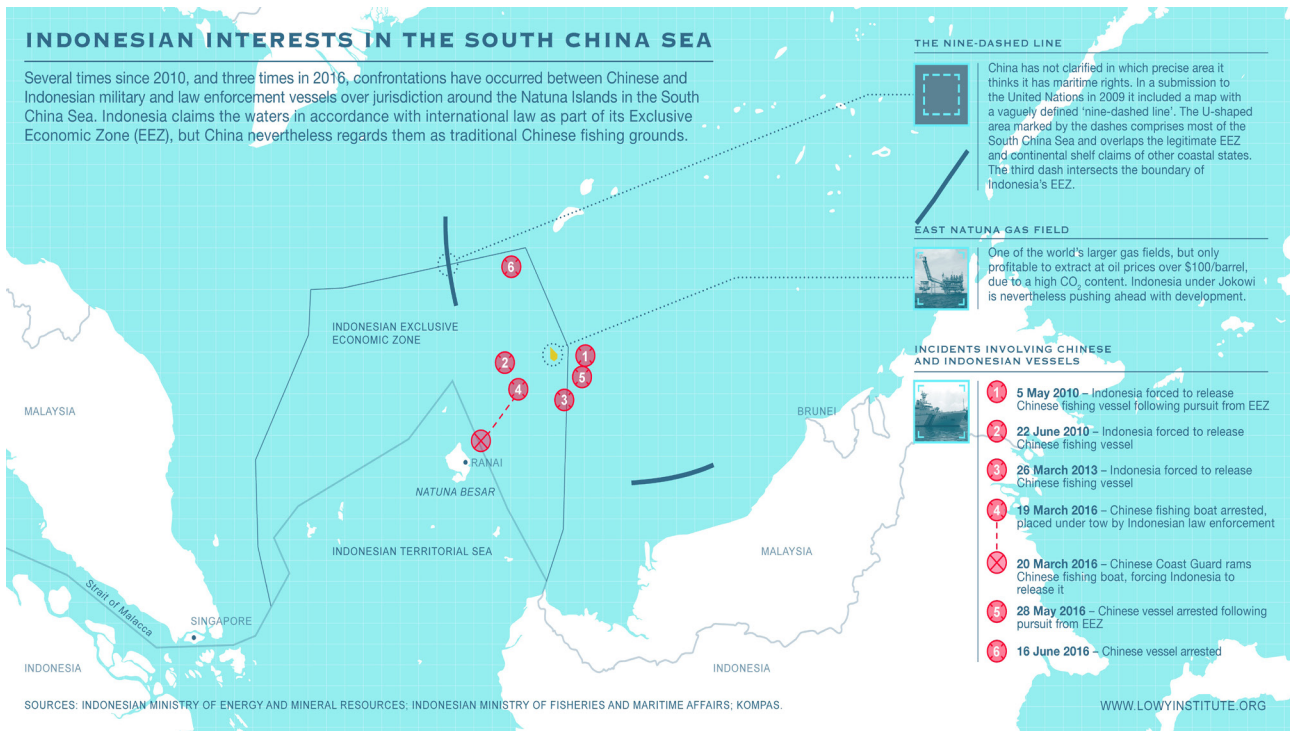 INDONESIAN INTERESTS IN THE SOUTH CHINA SEA
Several times since 2010, and three times in 2016, confrontations have occurred between Chinese and
Indonesian military and law enforcement vessels over jurisdiction around the Natuna Islands in the South
China Sea. Indonesia claims the waters in accordance with international law as part of its Exclusive
Economic Zone (EEZ), but China nevertheless regards them as traditional Chinese fishing grounds.
THE NINE-DASHED LINE
China has not clarified in which precise area it
thinks it has maritime rights. In a submission to
the United Nations in 2009 it included a map with
a vaguely defined ‘nine-dashed line’. The U-shaped
area marked by the dashes comprises most of the
South China Sea and overlaps the legitimate EEZ
and continental shelf claims of other coastal states.
The third dash intersects the boundary of
Indonesia’s EEZ.
EAST NATUNA GAS FIELD
One of the world’s larger gas fields, but only
profitable to extract at oil prices over $100/barrel,
due to a high CO2 content. Indonesia under Jokowi
is nevertheless pushing ahead with development.
INCIDENTS INVOLVING CHINESE
AND INDONESIAN VESSELS
1
5 May 2010 – Indonesia forced to release
Chinese fishing vessel following pursuit from EEZ
2
22 June 2010 – Indonesia forced to release
Chinese fishing vessel
3
26 March 2013 – Indonesia forced to release
Chinese fishing vessel
4
19 March 2016 – Chinese fishing boat arrested,
placed under tow by Indonesian law enforcement
20 March 2016 – Chinese Coast Guard rams
Chinese fishing boat, forcing Indonesia to
release it
5
28 May 2016 – Chinese vessel arrested following
pursuit from EEZ
6
16 June 2016 – Chinese vessel arrested
6
INDONESIAN EXCLUSIVE
ECONOMIC ZONE
2
1
5
4
3
MALAYSIA
BRUNEI
RANAI
NATUNA BESAR
INDONESIAN TERRITORIAL SEA
MALAYSIA
Strait of Malacca
SINGAPORE
INDONESIA
INDONESIA
SOURCES: INDONESIAN MINISTRY OF ENERGY AND MINERAL RESOURCES; INDONESIAN MINISTRY OF FISHERIES AND MARITIME AFFAIRS; KOMPAS.
WWW.LOWYINSTITUTE.ORG